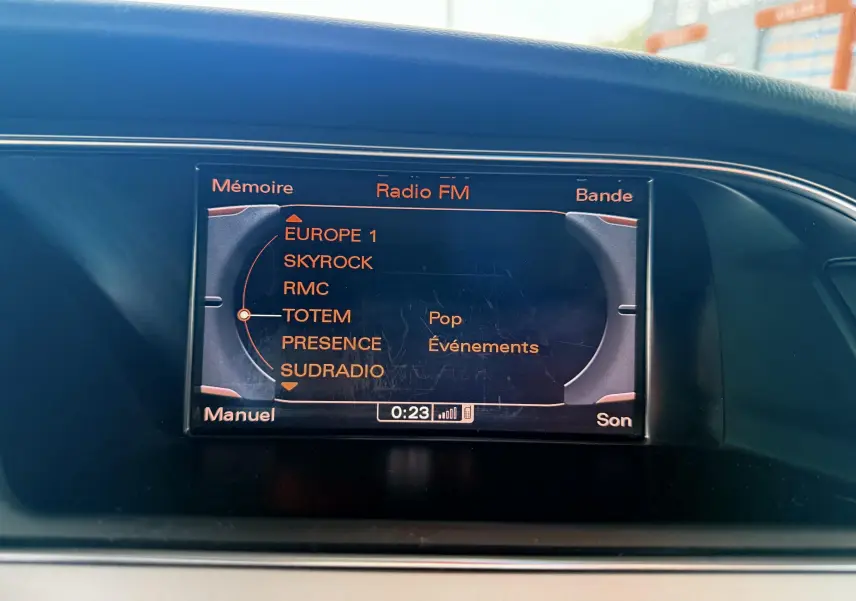 Mémoire
Radio FM
Bande
EUROPE 1
SKYROCK
RMC
TOTEM Pop
PRESENCE Événements
SUDRADIO
Manuel
0:23
Son